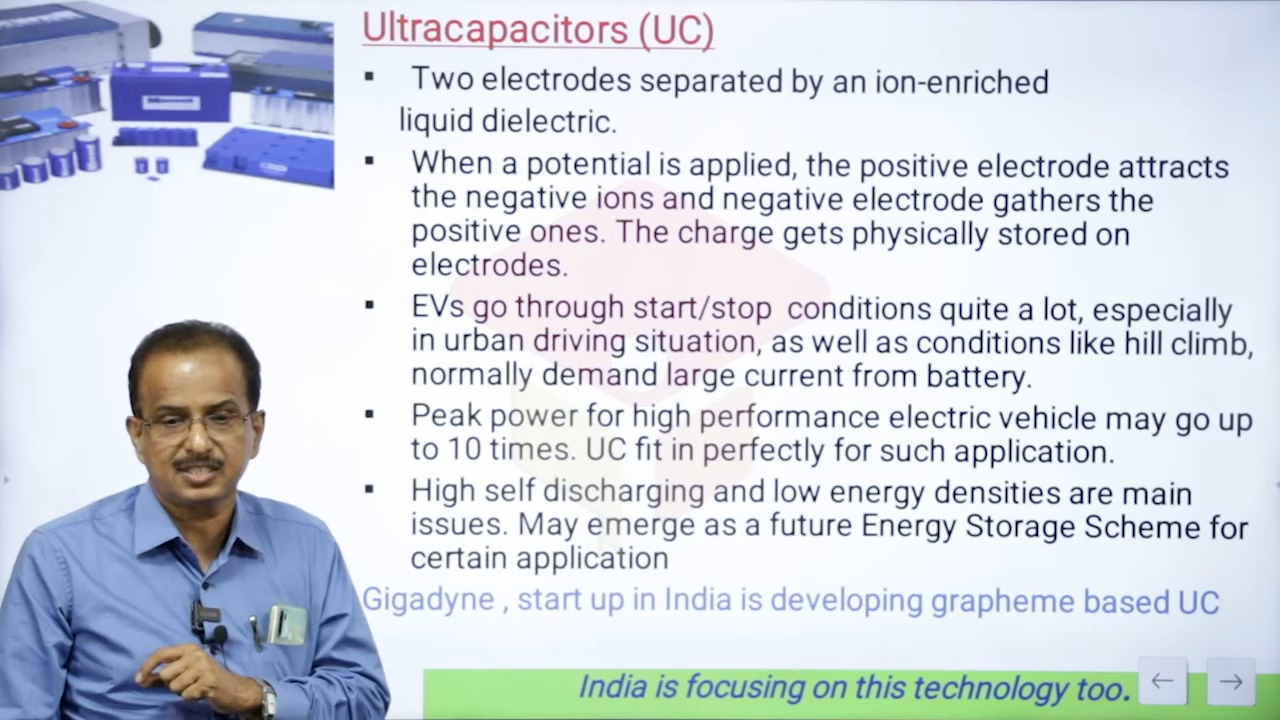 Ultracapacitors (UC)
▪ Two electrodes separated by an ion-enriched
liquid dielectric.
▪ When a potential is applied, the positive electrode attracts
the negative ions and negative electrode gathers the
positive ones. The charge gets physically stored on
electrodes.
▪ EVs go through start/stop conditions quite a lot, especially
in urban driving situation, as well as conditions like hill climb,
normally demand large current from battery.
▪ Peak power for high performance electric vehicle may go up
to 10 times. UC fit in perfectly for such application.
▪ High self discharging and low energy densities are main
issues. May emerge as a future Energy Storage Scheme for
certain application
Gigadyne , start up in India is developing grapheme based UC
India is focusing on this technology too.